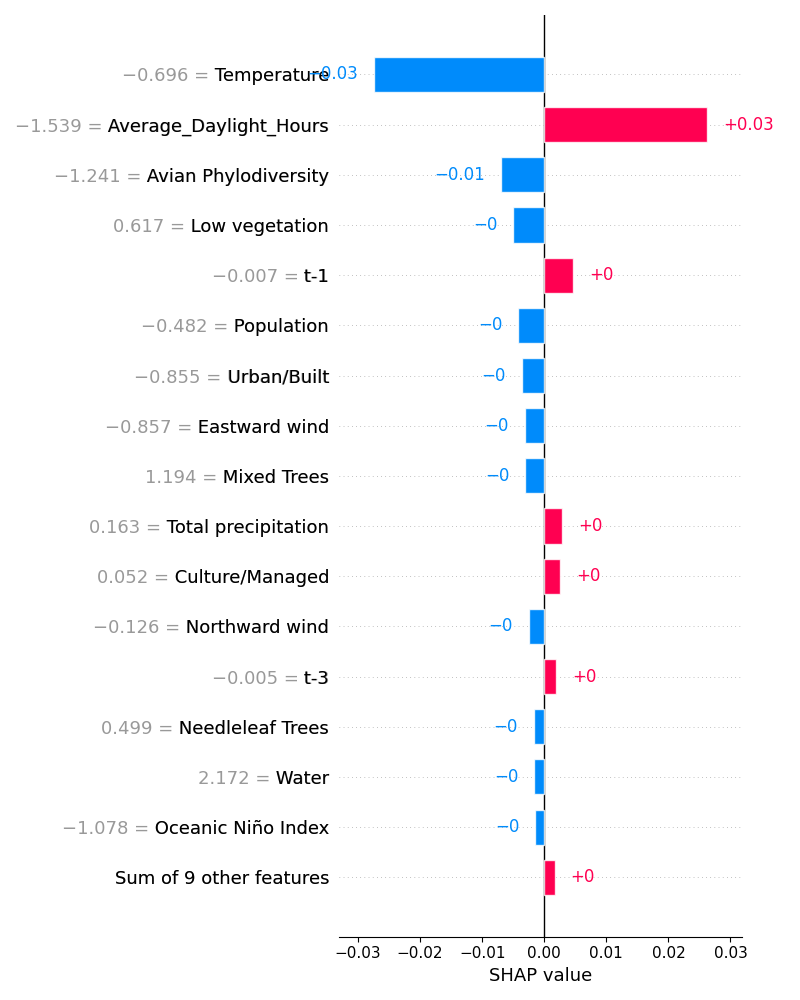 −0.696 = Temperature −0.03
−1.539 = Average_Daylight_Hours +0.03
−1.241 = Avian Phylodiversity −0.01
0.617 = Low vegetation −0
−0.007 = t-1 +0
−0.482 = Population −0
−0.855 = Urban/Built −0
−0.857 = Eastward wind −0
1.194 = Mixed Trees −0
0.163 = Total precipitation +0
0.052 = Culture/Managed +0
−0.126 = Northward wind −0
−0.005 = t-3 +0
0.499 = Needleleaf Trees −0
2.172 = Water −0
−1.078 = Oceanic Niño Index −0
Sum of 9 other features +0
−0.03 −0.02 −0.01 0.00 0.01 0.02 0.03
SHAP value